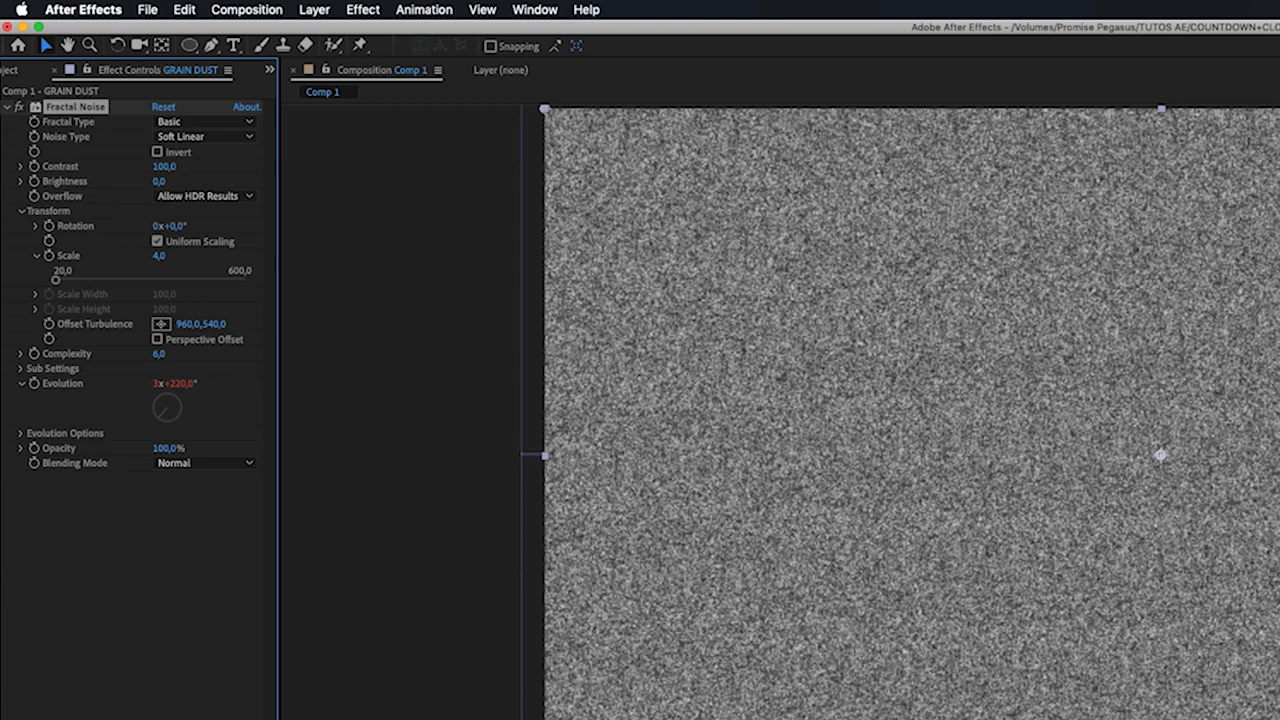 After Effects File Edit Composition Layer Effect Animation View Window Help
Adobe After Effects - /Volumes/Promise Pegasus/TUTOS AE/COUNTDOWN+CLO
Snapping
ject × Effect Controls GRAIN DUST × Composition Comp 1 Layer (none)
Comp 1 - GRAIN DUST
Comp 1
fx Fractal Noise Reset About.
Fractal Type Basic
Noise Type Soft Linear
Invert
Contrast 100,0
Brightness 0,0
Overflow Allow HDR Results
Transform
Rotation 0x+0,0°
Uniform Scaling
Scale 4,0
20,0 600,0
Scale Width 100,0
Scale Height 100,0
Offset Turbulence 960,0,540,0
Perspective Offset
Complexity 6,0
Sub Settings
Evolution 3x+220,0°
Evolution Options
Opacity 100,0%
Blending Mode Normal